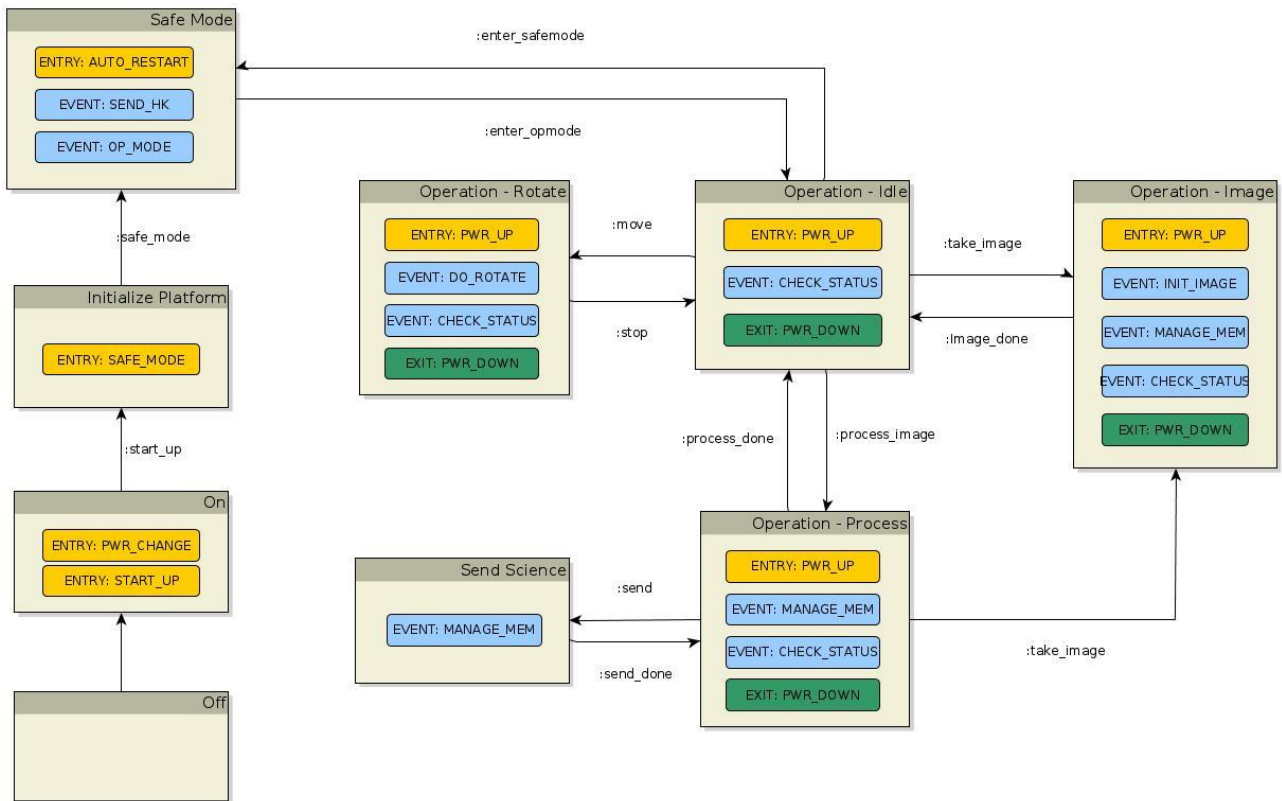 Safe Mode
ENTRY: AUTO_RESTART
EVENT: SEND_HK
EVENT: OP_MODE
:enter_safemode
:enter_opmode
:safe_mode
Initialize Platform
ENTRY: SAFE_MODE
:start_up
On
ENTRY: PWR_CHANGE
ENTRY: START_UP
Off
Operation - Rotate
ENTRY: PWR_UP
EVENT: DO_ROTATE
EVENT: CHECK_STATUS
EXIT: PWR_DOWN
:move
:stop
Operation - Idle
ENTRY: PWR_UP
EVENT: CHECK_STATUS
EXIT: PWR_DOWN
:take_image
:Image_done
Operation - Image
ENTRY: PWR_UP
EVENT: INIT_IMAGE
EVENT: MANAGE_MEM
EVENT: CHECK_STATUS
EXIT: PWR_DOWN
:process_done
:process_image
Send Science
EVENT: MANAGE_MEM
:send
:send_done
Operation - Process
ENTRY: PWR_UP
EVENT: MANAGE_MEM
EVENT: CHECK_STATUS
EXIT: PWR_DOWN
:take_image